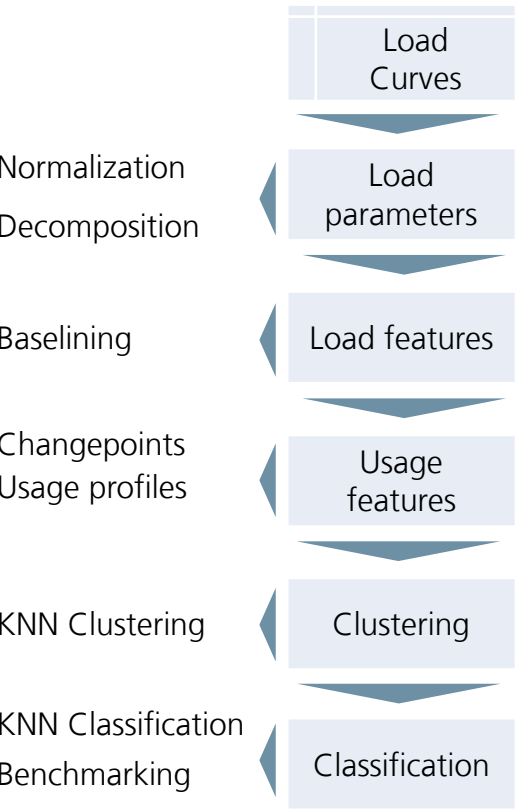 Load
Curves
Normalization
Decomposition
Load
parameters
Baselining
Load features
Changepoints
Usage profiles
Usage
features
KNN Clustering
Clustering
KNN Classification
Benchmarking
Classification